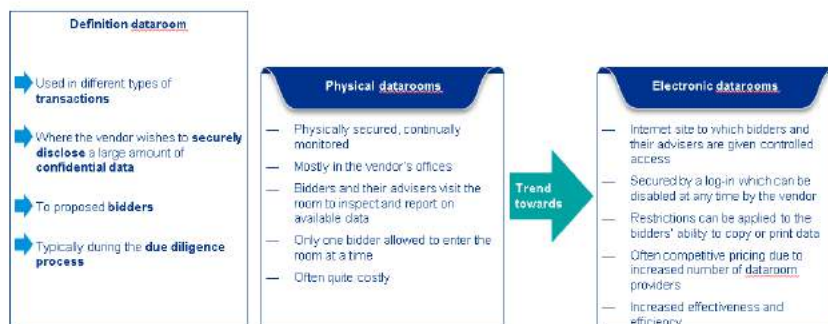 Definition dataroom
Used in different types of
transactions
Where the vendor wishes to securely
disclose a large amount of
confidential data
To proposed bidders
Typically during the due diligence
process
Physical datarooms
— Physically secured, continually
monitored
— Mostly in the vendor's offices
— Bidders and their advisers visit the
room to inspect and report on
available data
— Only one bidder allowed to enter the
room at a time
— Often quite costly
Trend
towards
Electronic datarooms
— Internet site to which bidders and
their advisers are given controlled
access
— Secured by a log-in which can be
disabled at any time by the vendor
— Restrictions can be applied to the
bidders' ability to copy or print data
— Often competitive pricing due to
increased number of dataroom
providers
— Increased effectiveness and
efficiency